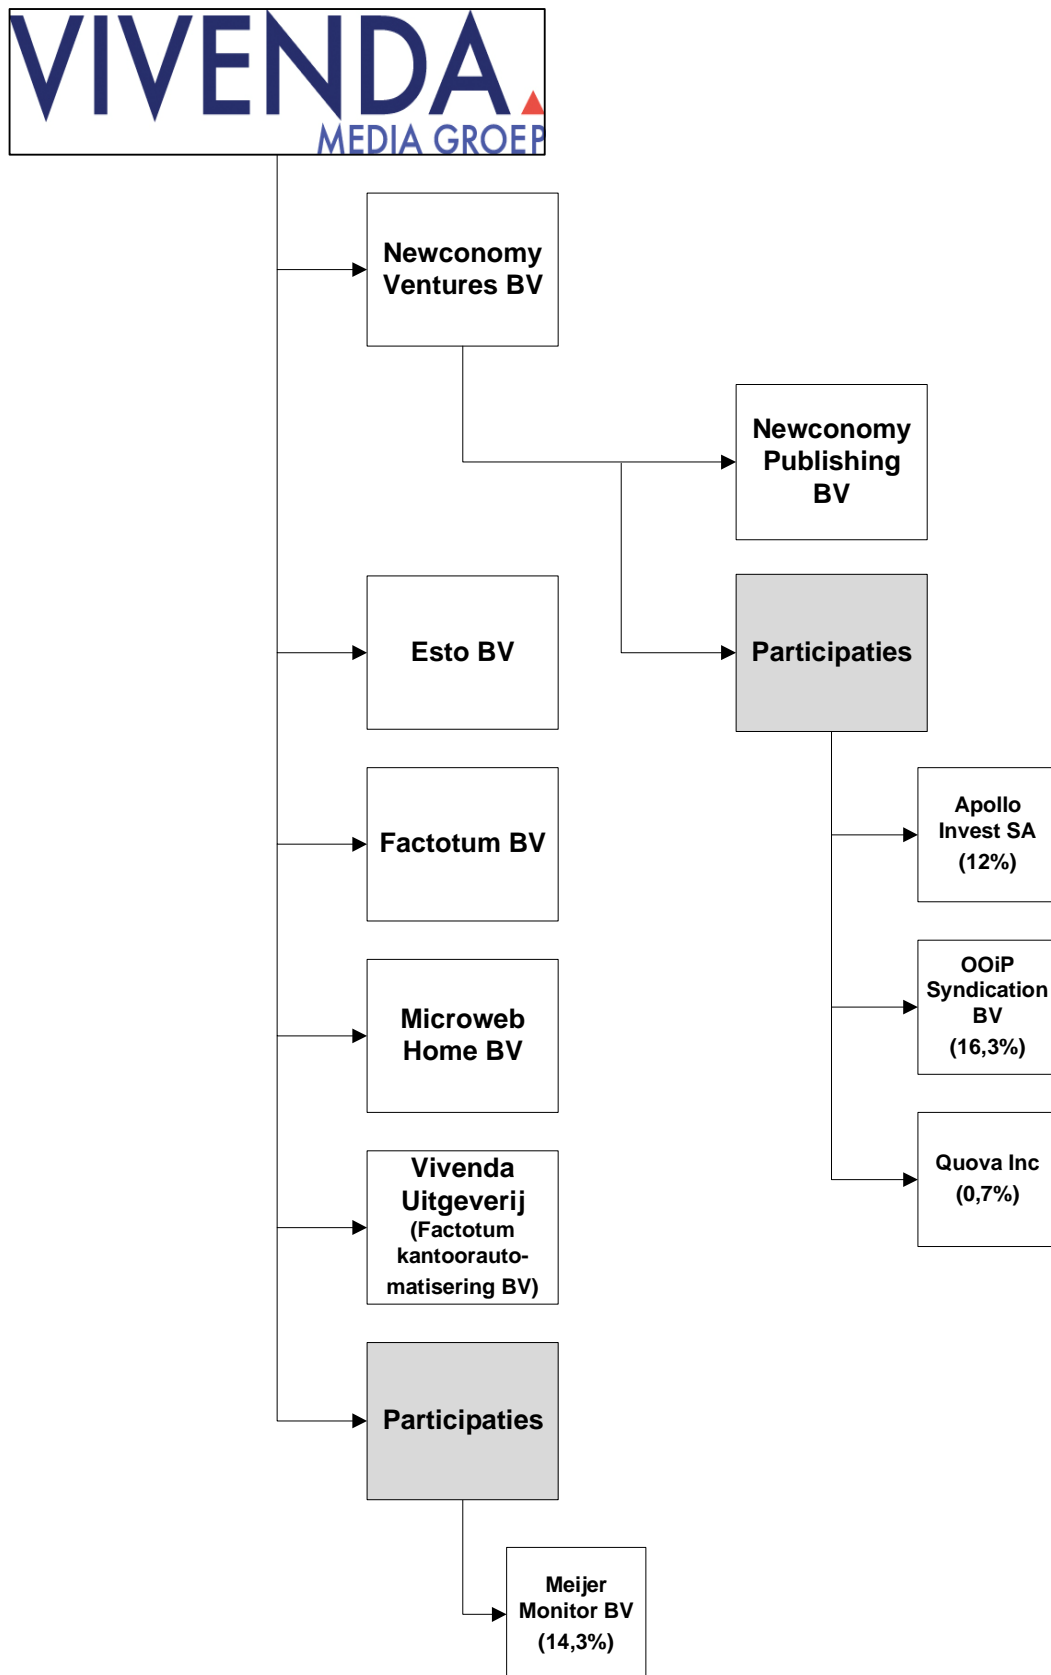 VIVENDA
MEDIA GROEP
Newconomy
Ventures BV
Newconomy
Publishing
BV
Esto BV
Participaties
Factotum BV
Apollo
Invest SA
(12%)
Microweb
Home BV
OOiP
Syndication
BV
(16,3%)
Vivenda
Uitgeverij
(Factotum
kantoorauto-
matisering BV)
Quova Inc
(0,7%)
Participaties
Meijer
Monitor BV
(14,3%)